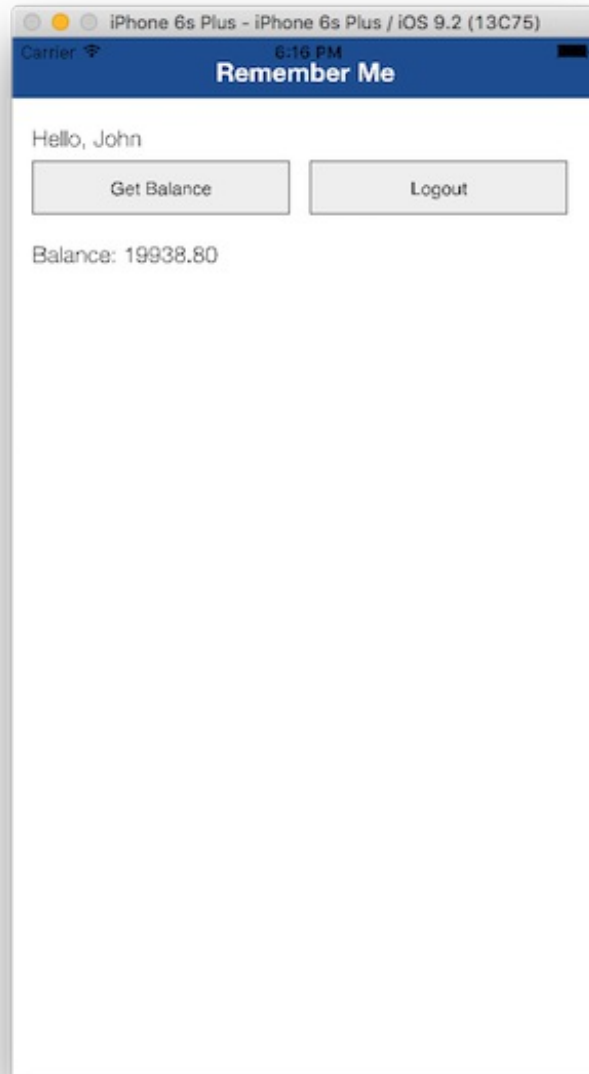 iPhone 6s Plus - iPhone 6s Plus / iOS 9.2 (13C75)
Carrier 6:16 PM
Remember Me
Hello, John
Get Balance Logout
Balance: 19938.80